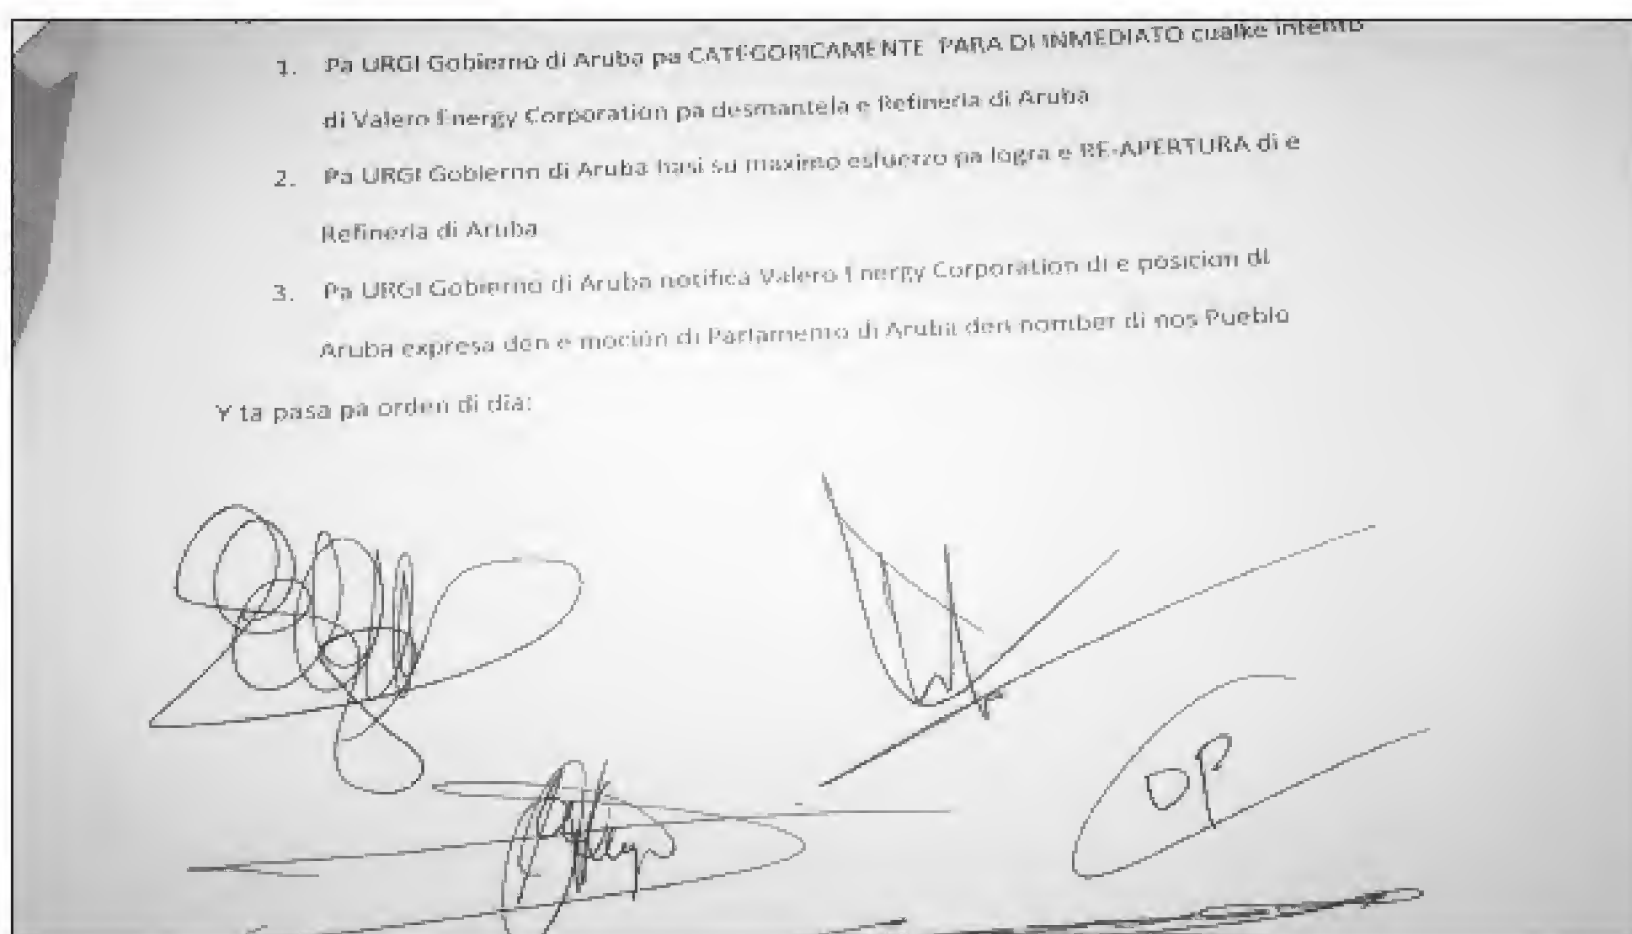 1. Pa URGI Gobierno di Aruba pa CATEGORICAMENTE PARA DI INMEDIATO cualke intento
di Valero Energy Corporation pa desmantela e Refineria di Aruba
2. Pa URGI Gobierno di Aruba hasi su maximo esfuerzo pa logra e RE-APERTURA di e
Refineria di Aruba
3. Pa URGI Gobierno di Aruba notifica Valero Energy Corporation di e posicion di
Aruba expresa den e moción di Parlamento di Aruba den nomber di nos Pueblo
Y ta pasa pa orden di dia:
OP